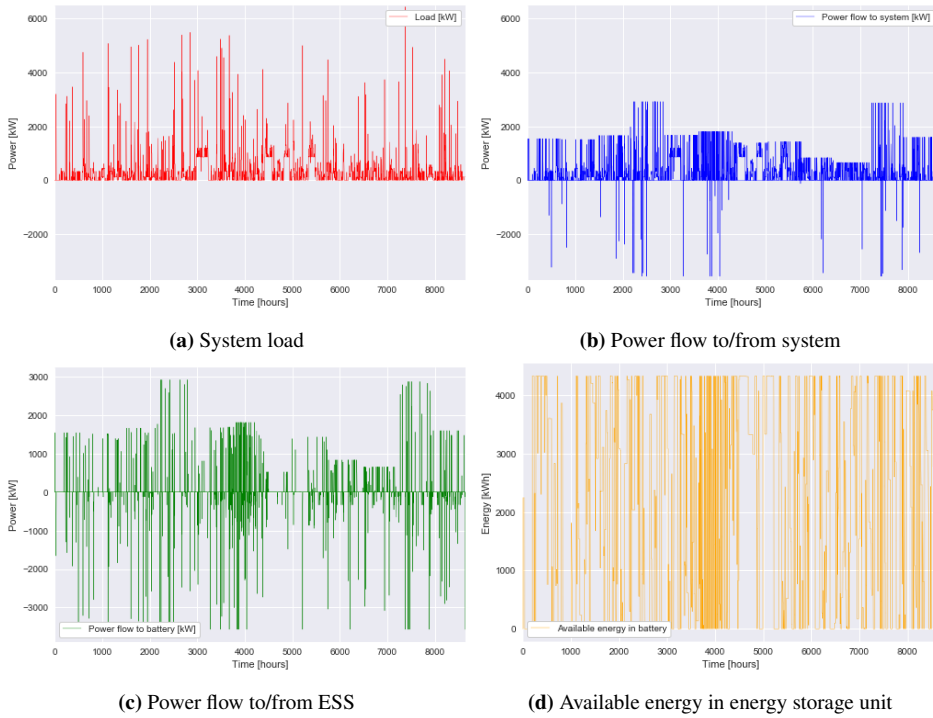 6000
4000
2000
0
−2000
Power [kW]
Load [kW]
0 1000 2000 3000 4000 5000 6000 7000 8000
Time [hours]
(a) System load
6000
4000
2000
0
−2000
Power [kW]
Power flow to system [kW]
0 1000 2000 3000 4000 5000 6000 7000 8000
Time [hours]
(b) Power flow to/from system
3000
2000
1000
0
−1000
−2000
−3000
Power [kW]
Power flow to battery [kW]
0 1000 2000 3000 4000 5000 6000 7000 8000
Time [hours]
(c) Power flow to/from ESS
4000
3000
2000
1000
0
Energy [kWh]
Available energy in battery
0 1000 2000 3000 4000 5000 6000 7000 8000
Time [hours]
(d) Available energy in energy storage unit